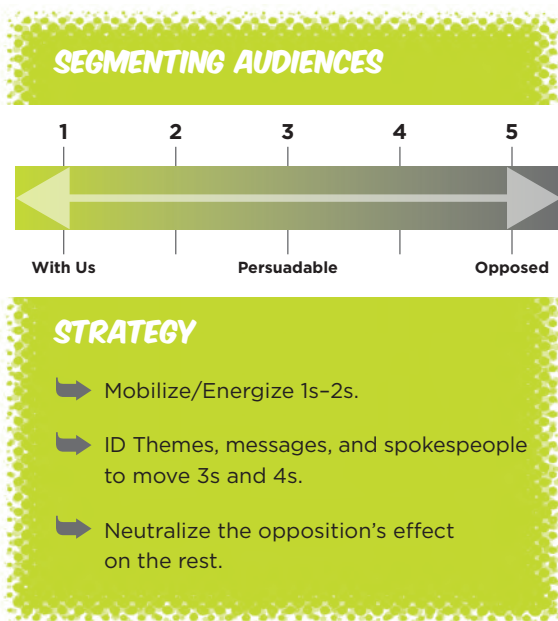 SEGMENTING AUDIENCES
1 2 3 4 5
With Us Persuadable Opposed
STRATEGY
Mobilize/Energize 1s–2s.
ID Themes, messages, and spokespeople
to move 3s and 4s.
Neutralize the opposition’s effect
on the rest.